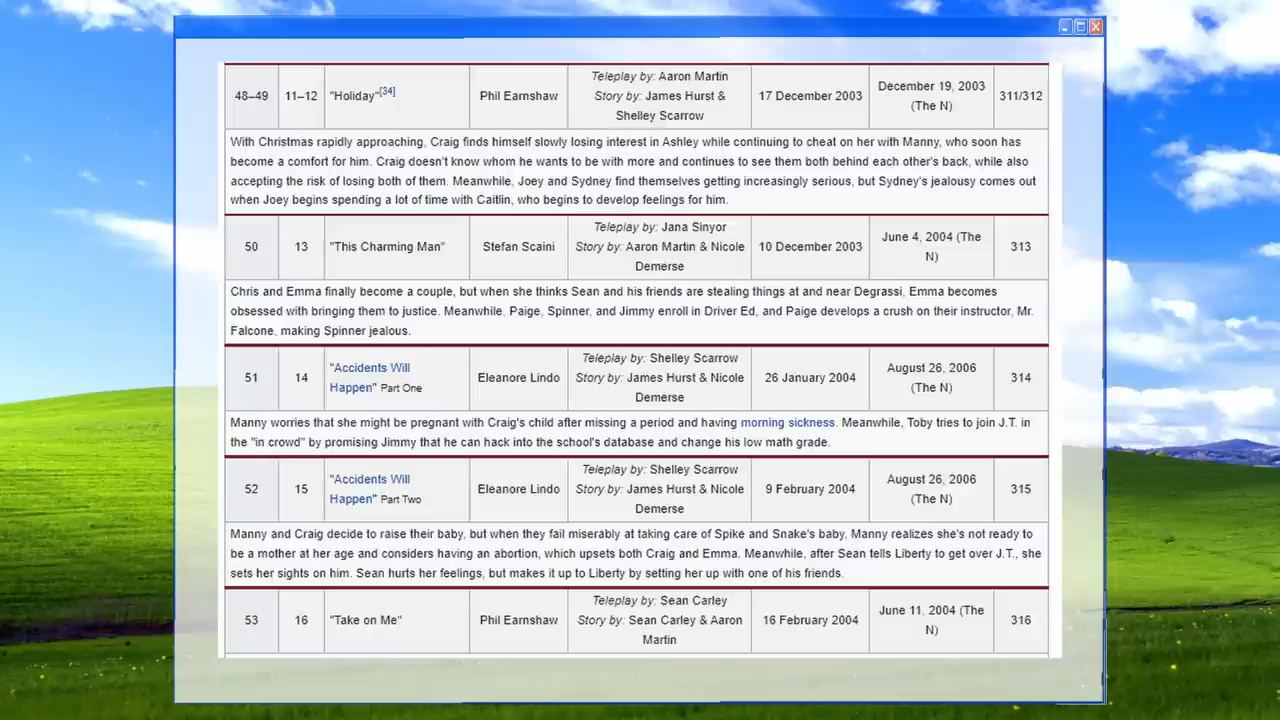 48–49 11–12 "Holiday"[34] Phil Earnshaw Teleplay by: Aaron Martin Story by: James Hurst & Shelley Scarrow 17 December 2003 December 19, 2003 (The N) 311/312
With Christmas rapidly approaching, Craig finds himself slowly losing interest in Ashley while continuing to cheat on her with Manny, who soon has
become a comfort for him. Craig doesn't know whom he wants to be with more and continues to see them both behind each other's back, while also
accepting the risk of losing both of them. Meanwhile, Joey and Sydney find themselves getting increasingly serious, but Sydney's jealousy comes out
when Joey begins spending a lot of time with Caitlin, who begins to develop feelings for him.
50 13 "This Charming Man" Stefan Scaini Teleplay by: Jana Sinyor Story by: Aaron Martin & Nicole Demerse 10 December 2003 June 4, 2004 (The N) 313
Chris and Emma finally become a couple, but when she thinks Sean and his friends are stealing things at and near Degrassi, Emma becomes
obsessed with bringing them to justice. Meanwhile, Paige, Spinner, and Jimmy enroll in Driver Ed, and Paige develops a crush on their instructor, Mr.
Falcone, making Spinner jealous.
51 14 "Accidents Will Happen" Part One Eleanore Lindo Teleplay by: Shelley Scarrow Story by: James Hurst & Nicole Demerse 26 January 2004 August 26, 2006 (The N) 314
Manny worries that she might be pregnant with Craig's child after missing a period and having morning sickness. Meanwhile, Toby tries to join J.T. in
the "in crowd" by promising Jimmy that he can hack into the school's database and change his low math grade.
52 15 "Accidents Will Happen" Part Two Eleanore Lindo Teleplay by: Shelley Scarrow Story by: James Hurst & Nicole Demerse 9 February 2004 August 26, 2006 (The N) 315
Manny and Craig decide to raise their baby, but when they fail miserably at taking care of Spike and Snake's baby, Manny realizes she's not ready to
be a mother at her age and considers having an abortion, which upsets both Craig and Emma. Meanwhile, after Sean tells Liberty to get over J.T., she
sets her sights on him. Sean hurts her feelings, but makes it up to Liberty by setting her up with one of his friends.
53 16 "Take on Me" Phil Earnshaw Teleplay by: Sean Carley Story by: Sean Carley & Aaron Martin 16 February 2004 June 11, 2004 (The N) 316